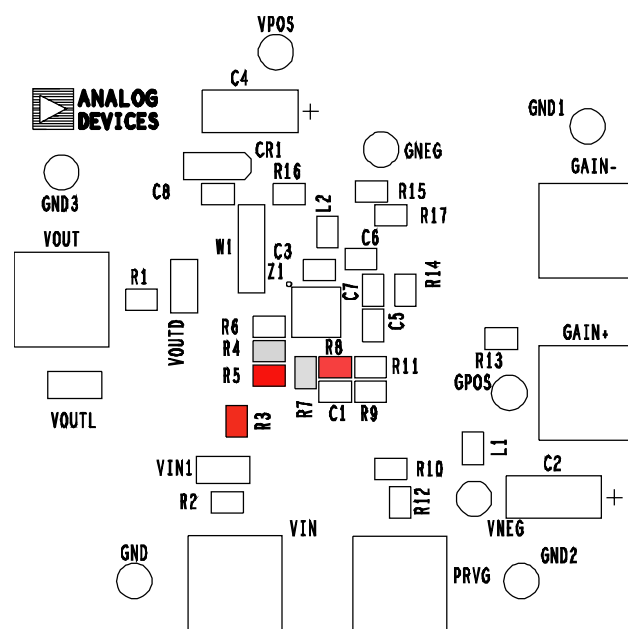 VPOS
C4
+
ANALOG
DEVICES
GND1
CR1
GNEG
GAIN-
C8
R16
R15
GND3
L2
R17
VOUT
W1
C3
C6
R1
Z1
C7
R14
VOUTD
R6
C5
R4
R8
R13
GAIN+
R5
R7
R11
GPOS
VOUTL
R3
C1
R9
L1
VIN1
R10
C2
R2
R12
+
VIN
VNEG
GND
GND2
PRVG